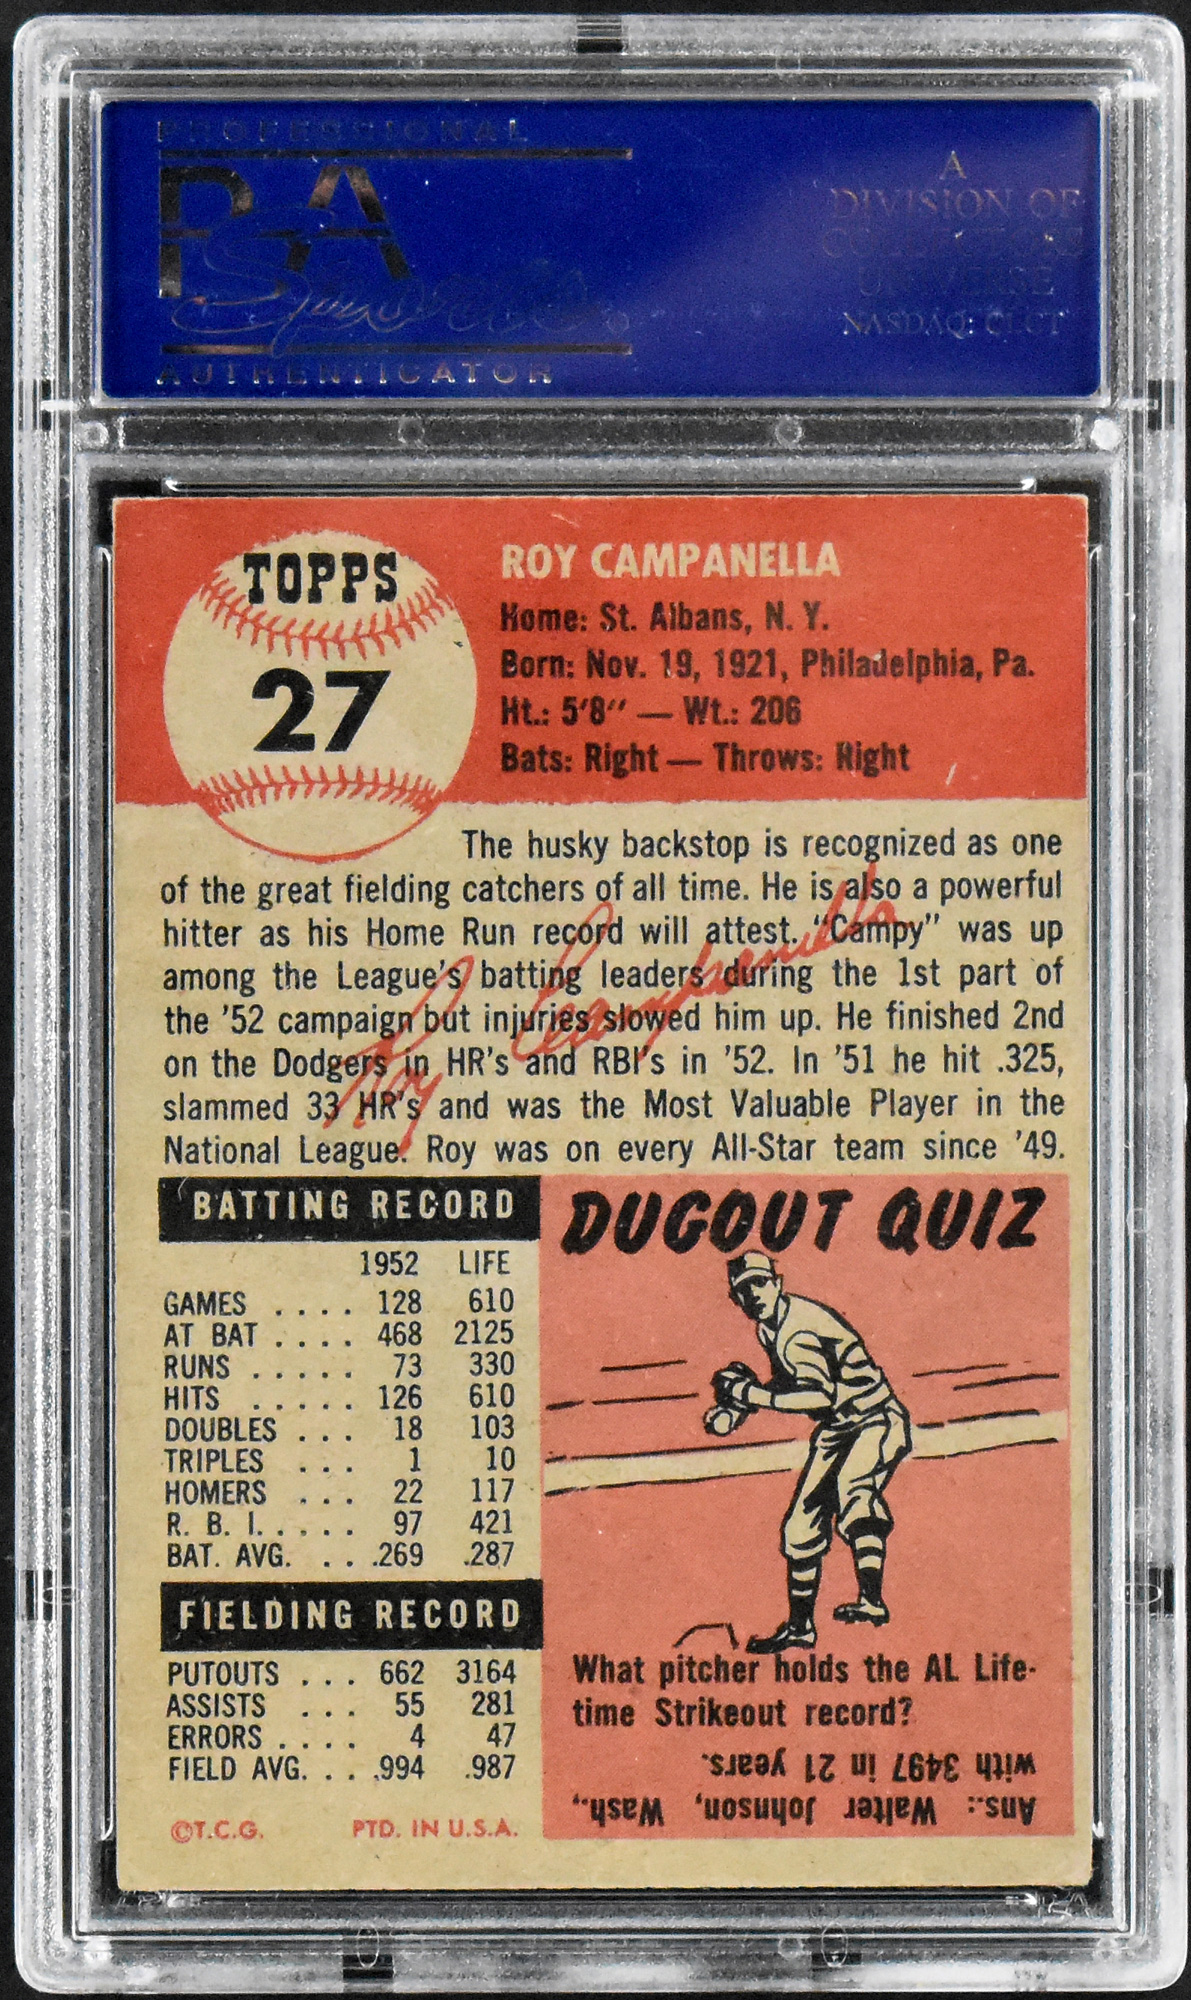 PROFESSIONAL
PSA
AUTHENTICATOR
A
DIVISION OF
COLLECTORS
UNIVERSE
NASDAQ: CLCT
TOPPS
27
ROY CAMPANELLA
Home: St. Albans, N. Y.
Born: Nov. 19, 1921, Philadelphia, Pa.
Ht.: 5'8" — Wt.: 206
Bats: Right — Throws: Right
The husky backstop is recognized as one
of the great fielding catchers of all time. He is also a powerful
hitter as his Home Run record will attest. "Campy" was up
among the League's batting leaders during the 1st part of
the '52 campaign but injuries slowed him up. He finished 2nd
on the Dodgers in HR's and RBI's in '52. In '51 he hit .325,
slammed 33 HR's and was the Most Valuable Player in the
National League. Roy was on every All-Star team since '49.
Roy Campanella
BATTING RECORD
1952 LIFE
GAMES .... 128 610
AT BAT .... 468 2125
RUNS ..... 73 330
HITS ..... 126 610
DOUBLES ... 18 103
TRIPLES ... 1 10
HOMERS ... 22 117
R. B. I. .... 97 421
BAT. AVG. ... .269 .287
FIELDING RECORD
PUTOUTS ... 662 3164
ASSISTS ... 55 281
ERRORS .... 4 47
FIELD AVG. ... .994 .987
©T.C.G. PTD. IN U.S.A.
DUGOUT QUIZ
What pitcher holds the AL Life-
time Strikeout record?
Ans.: Walter Johnson, Wash.,
with 3497 in 21 years.